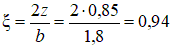 ξ = 2z/b = 2·0,85/1,8 = 0,94